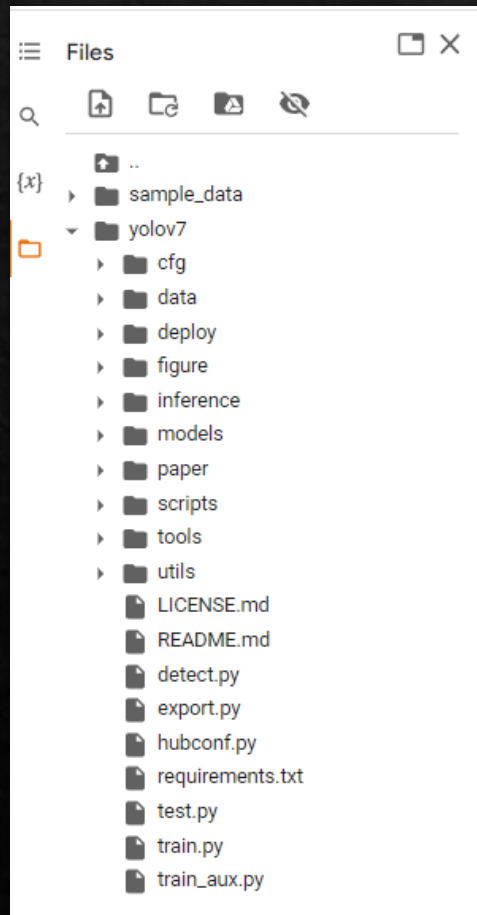 Files
{x}
..
sample_data
yolov7
cfg
data
deploy
figure
inference
models
paper
scripts
tools
utils
LICENSE.md
README.md
detect.py
export.py
hubconf.py
requirements.txt
test.py
train.py
train_aux.py